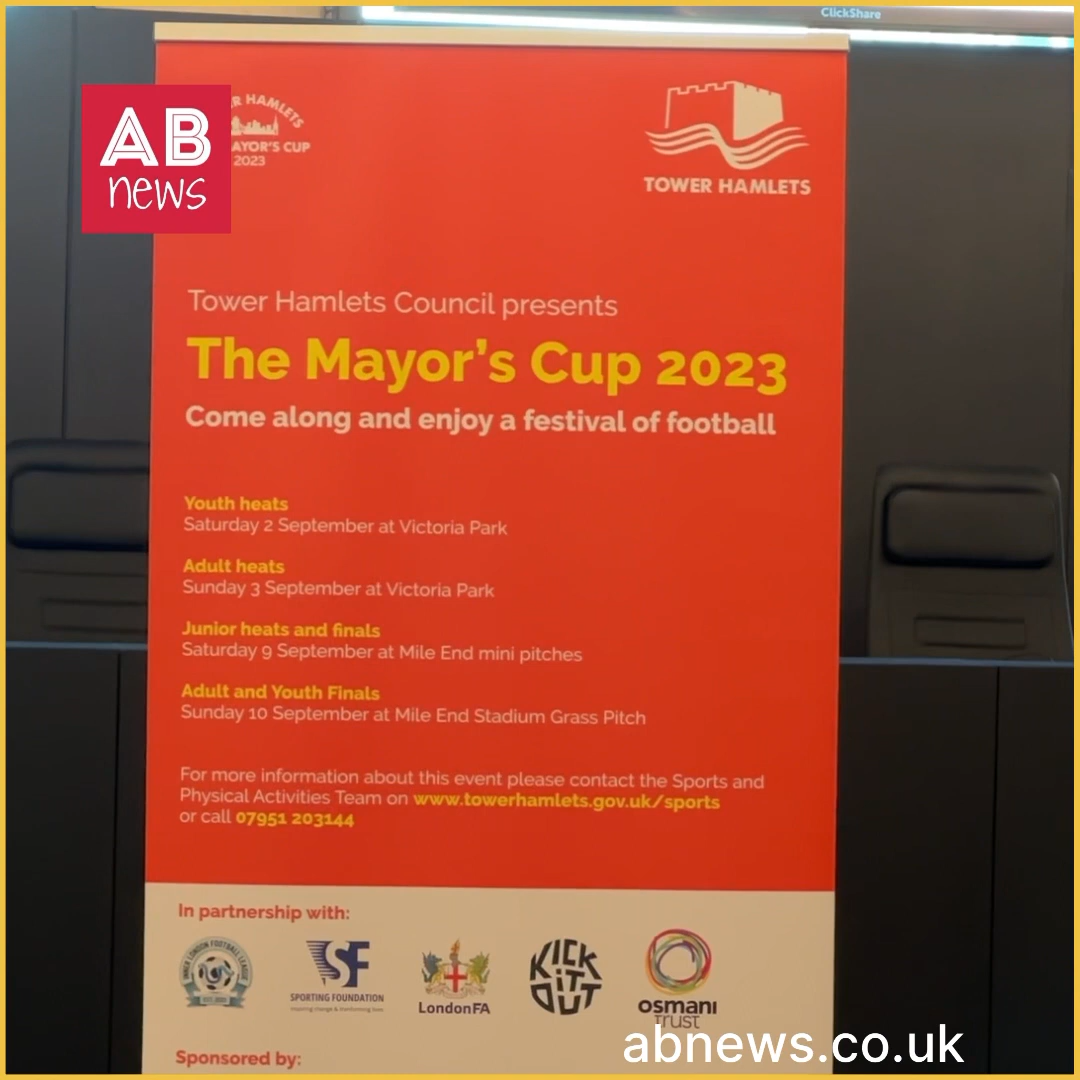 ClickShare
AB
news
R HAMLETS
AYOR'S CUP
2023
TOWER HAMLETS
Tower Hamlets Council presents
The Mayor's Cup 2023
Come along and enjoy a festival of football
Youth heats
Saturday 2 September at Victoria Park
Adult heats
Sunday 3 September at Victoria Park
Junior heats and finals
Saturday 9 September at Mile End mini pitches
Adult and Youth Finals
Sunday 10 September at Mile End Stadium Grass Pitch
For more information about this event please contact the Sports and
Physical Activities Team on www.towerhamlets.gov.uk/sports
or call 07951 203144
In partnership with:
INNER LONDON FOOTBALL LEAGUE
SF
SPORTING FOUNDATION
LondonFA
KICK
IT
OUT
osmani
TRUST
Sponsored by:
abnews.co.uk